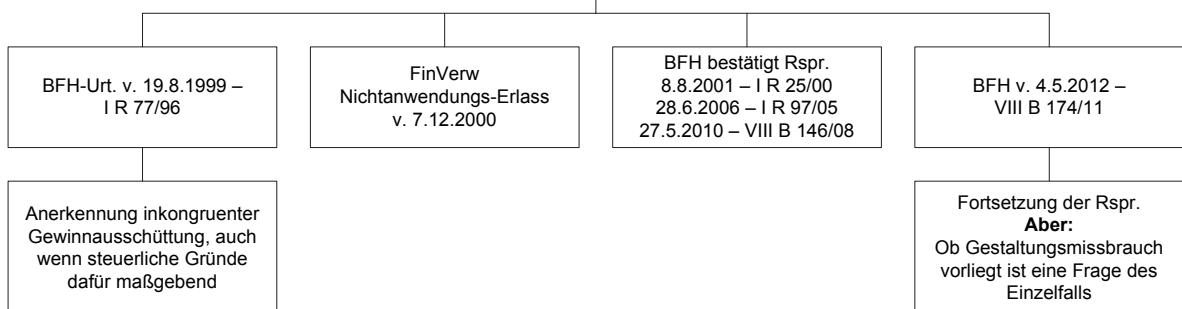 BFH-Urt. v. 19.8.1999 –
I R 77/96
FinVerw
Nichtanwendungs-Erlass
v. 7.12.2000
BFH bestätigt Rspr.
8.8.2001 – I R 25/00
28.6.2006 – I R 97/05
27.5.2010 – VIII B 146/08
BFH v. 4.5.2012 –
VIII B 174/11
Anerkennung inkongruenter
Gewinnausschüttung, auch
wenn steuerliche Gründe
dafür maßgebend
Fortsetzung der Rspr.
Aber:
Ob Gestaltungsmissbrauch
vorliegt ist eine Frage des
Einzelfalls